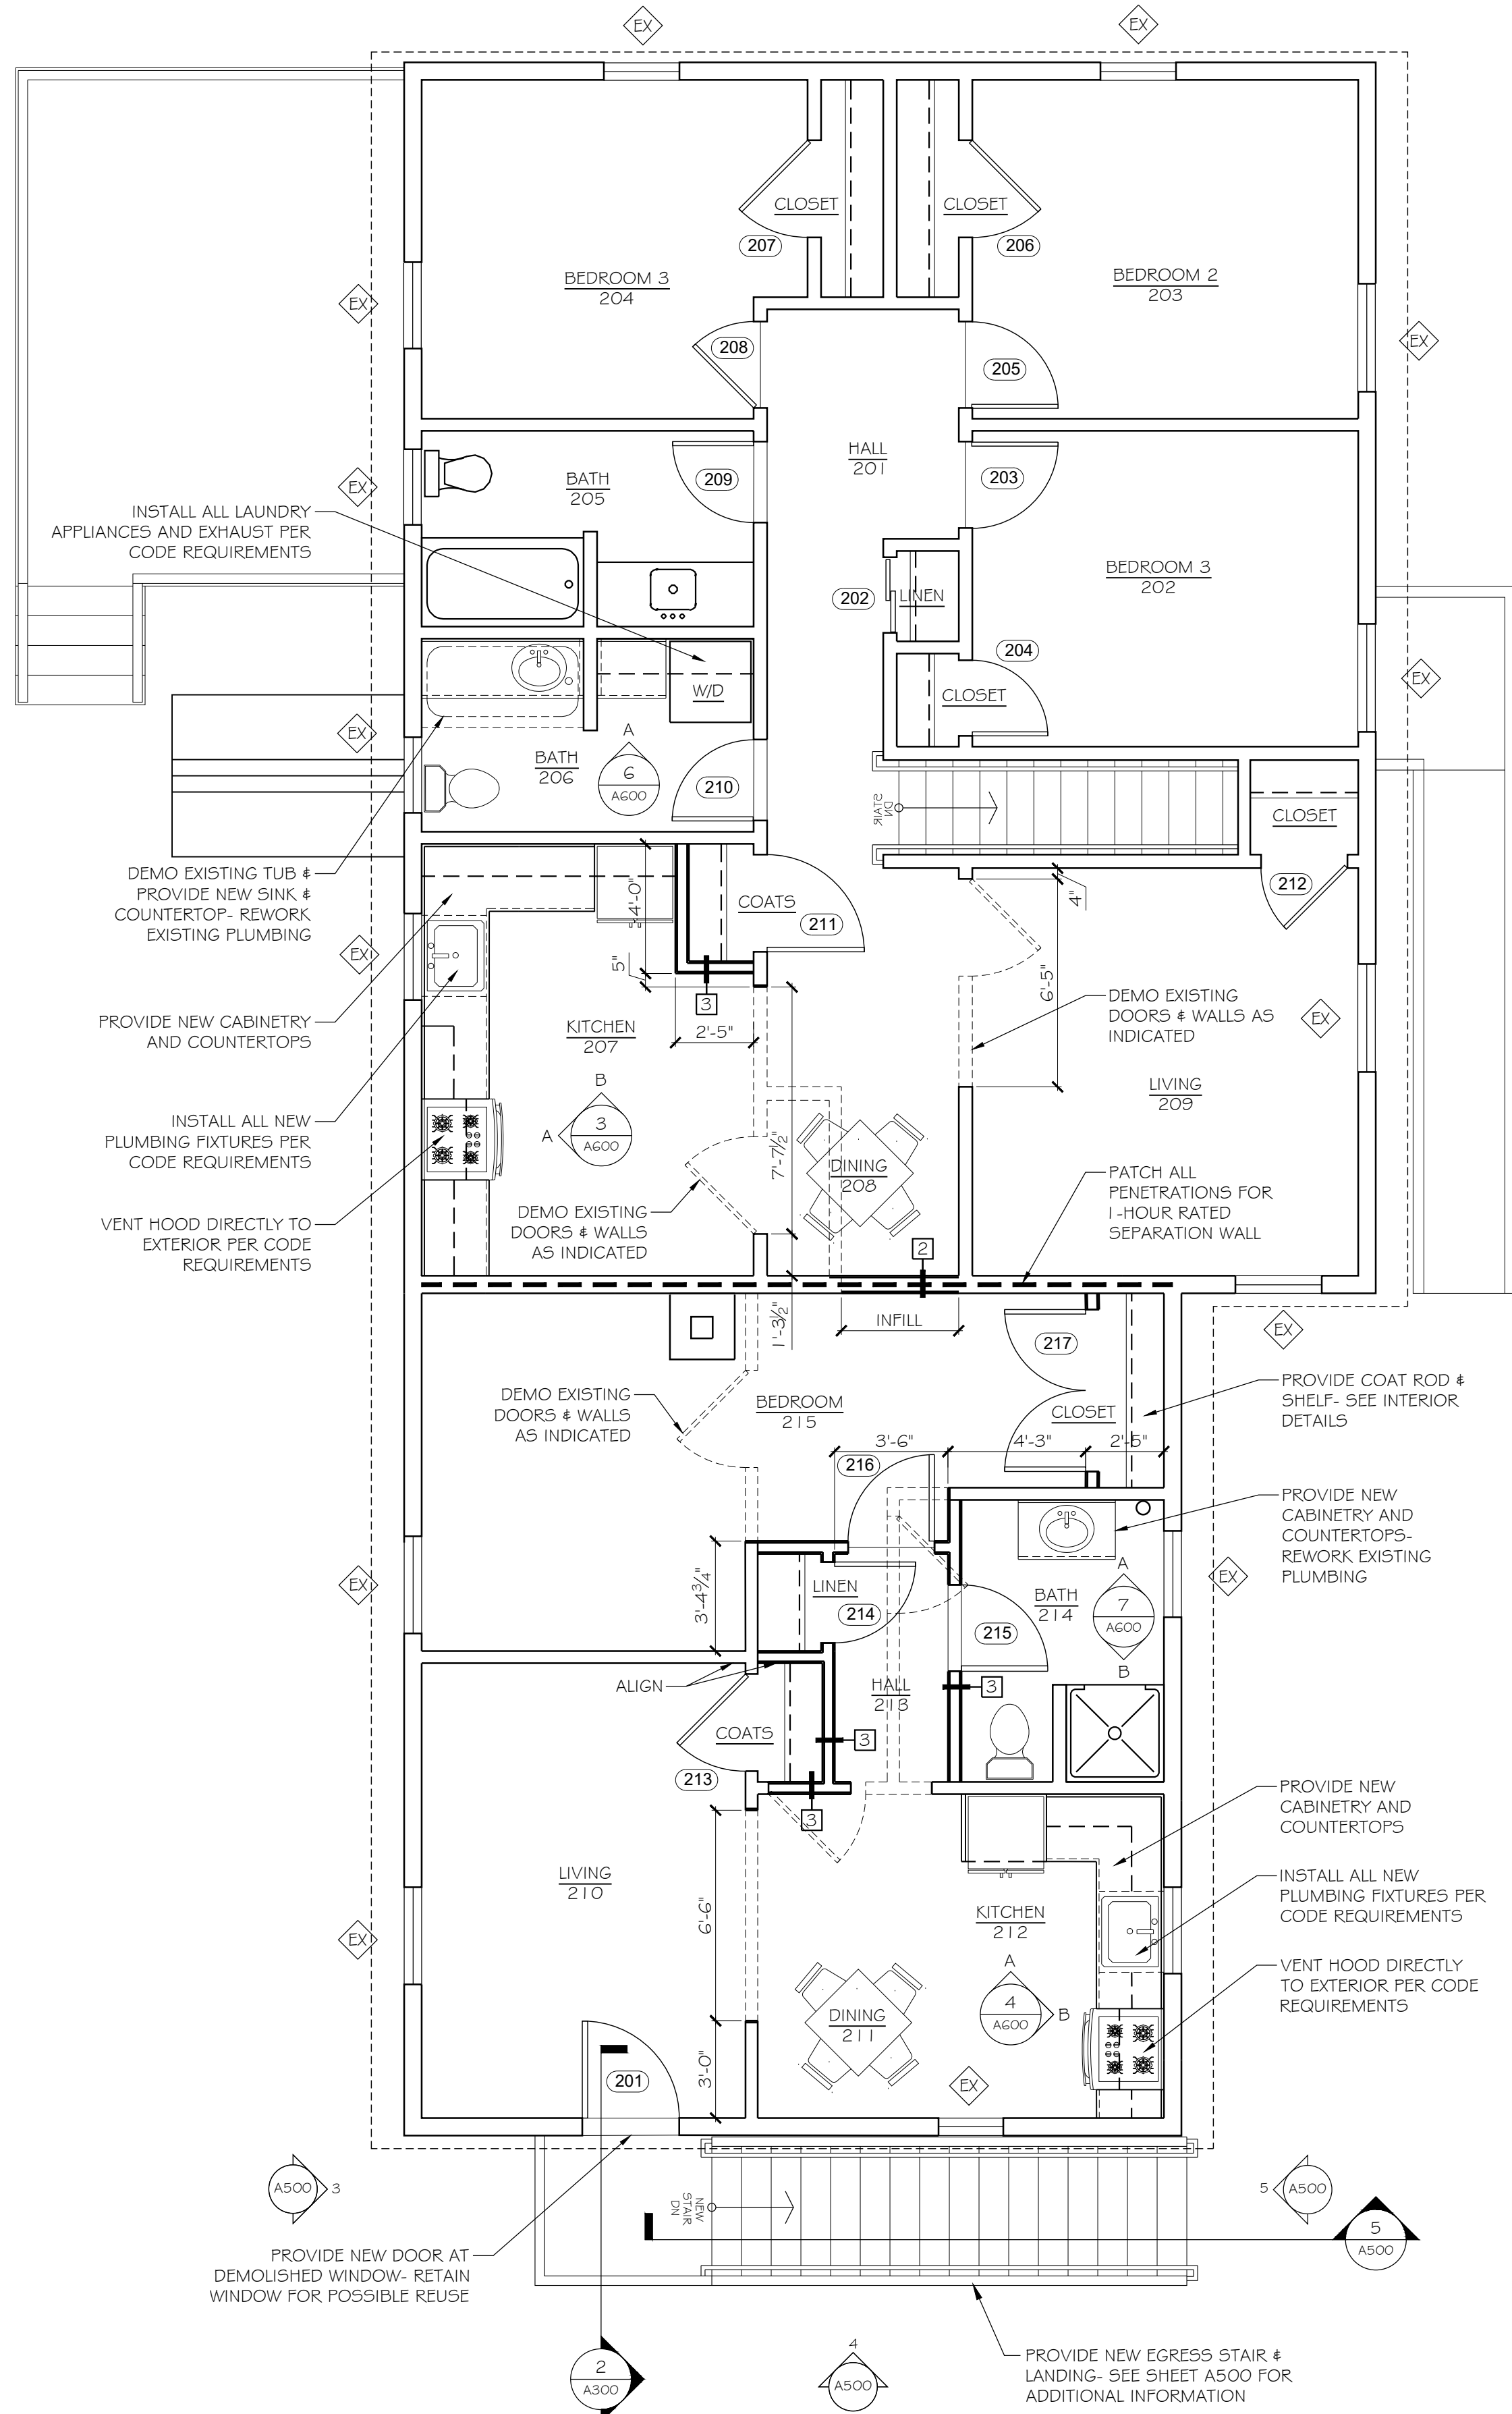 EX
EX
CLOSET
CLOSET
207
206
BEDROOM 3
204
BEDROOM 2
203
EX
EX
208
205
HALL
201
BATH
205
209
203
EX
INSTALL ALL LAUNDRY
APPLIANCES AND EXHAUST PER
CODE REQUIREMENTS
BEDROOM 3
202
202
LINEN
204
W/D
CLOSET
EX
EX
A
6
A600
BATH
206
210
DN
STAIR
CLOSET
DEMO EXISTING TUB &
PROVIDE NEW SINK &
COUNTERTOP- REWORK
EXISTING PLUMBING
212
4'-0"
4"
COATS
211
EX
5"
6'-5"
3
DEMO EXISTING
DOORS & WALLS AS
INDICATED
EX
PROVIDE NEW CABINETRY
AND COUNTERTOPS
KITCHEN
207
2'-5"
LIVING
209
B
A
3
A600
INSTALL ALL NEW
PLUMBING FIXTURES PER
CODE REQUIREMENTS
7'-7½"
DINING
208
PATCH ALL
PENETRATIONS FOR
1-HOUR RATED
SEPARATION WALL
VENT HOOD DIRECTLY TO
EXTERIOR PER CODE
REQUIREMENTS
DEMO EXISTING
DOORS & WALLS
AS INDICATED
2
1'-3½"
INFILL
EX
217
DEMO EXISTING
DOORS & WALLS
AS INDICATED
BEDROOM
215
CLOSET
PROVIDE COAT ROD &
SHELF- SEE INTERIOR
DETAILS
3'-6"
4'-3"
2'-5"
216
PROVIDE NEW
CABINETRY AND
COUNTERTOPS-
REWORK EXISTING
PLUMBING
3'-4¾"
EX
LINEN
214
BATH
214
A
7
A600
B
EX
215
ALIGN
HALL
213
3
COATS
3
213
3
PROVIDE NEW
CABINETRY AND
COUNTERTOPS
LIVING
210
6'-6"
KITCHEN
212
INSTALL ALL NEW
PLUMBING FIXTURES PER
CODE REQUIREMENTS
EX
A
4
A600
B
VENT HOOD DIRECTLY
TO EXTERIOR PER CODE
REQUIREMENTS
DINING
211
3'-0"
201
EX
A500
3
5
A500
NEW
STAIR
DN
5
A500
PROVIDE NEW DOOR AT
DEMOLISHED WINDOW- RETAIN
WINDOW FOR POSSIBLE REUSE
2
A300
4
A500
PROVIDE NEW EGRESS STAIR &
LANDING- SEE SHEET A500 FOR
ADDITIONAL INFORMATION